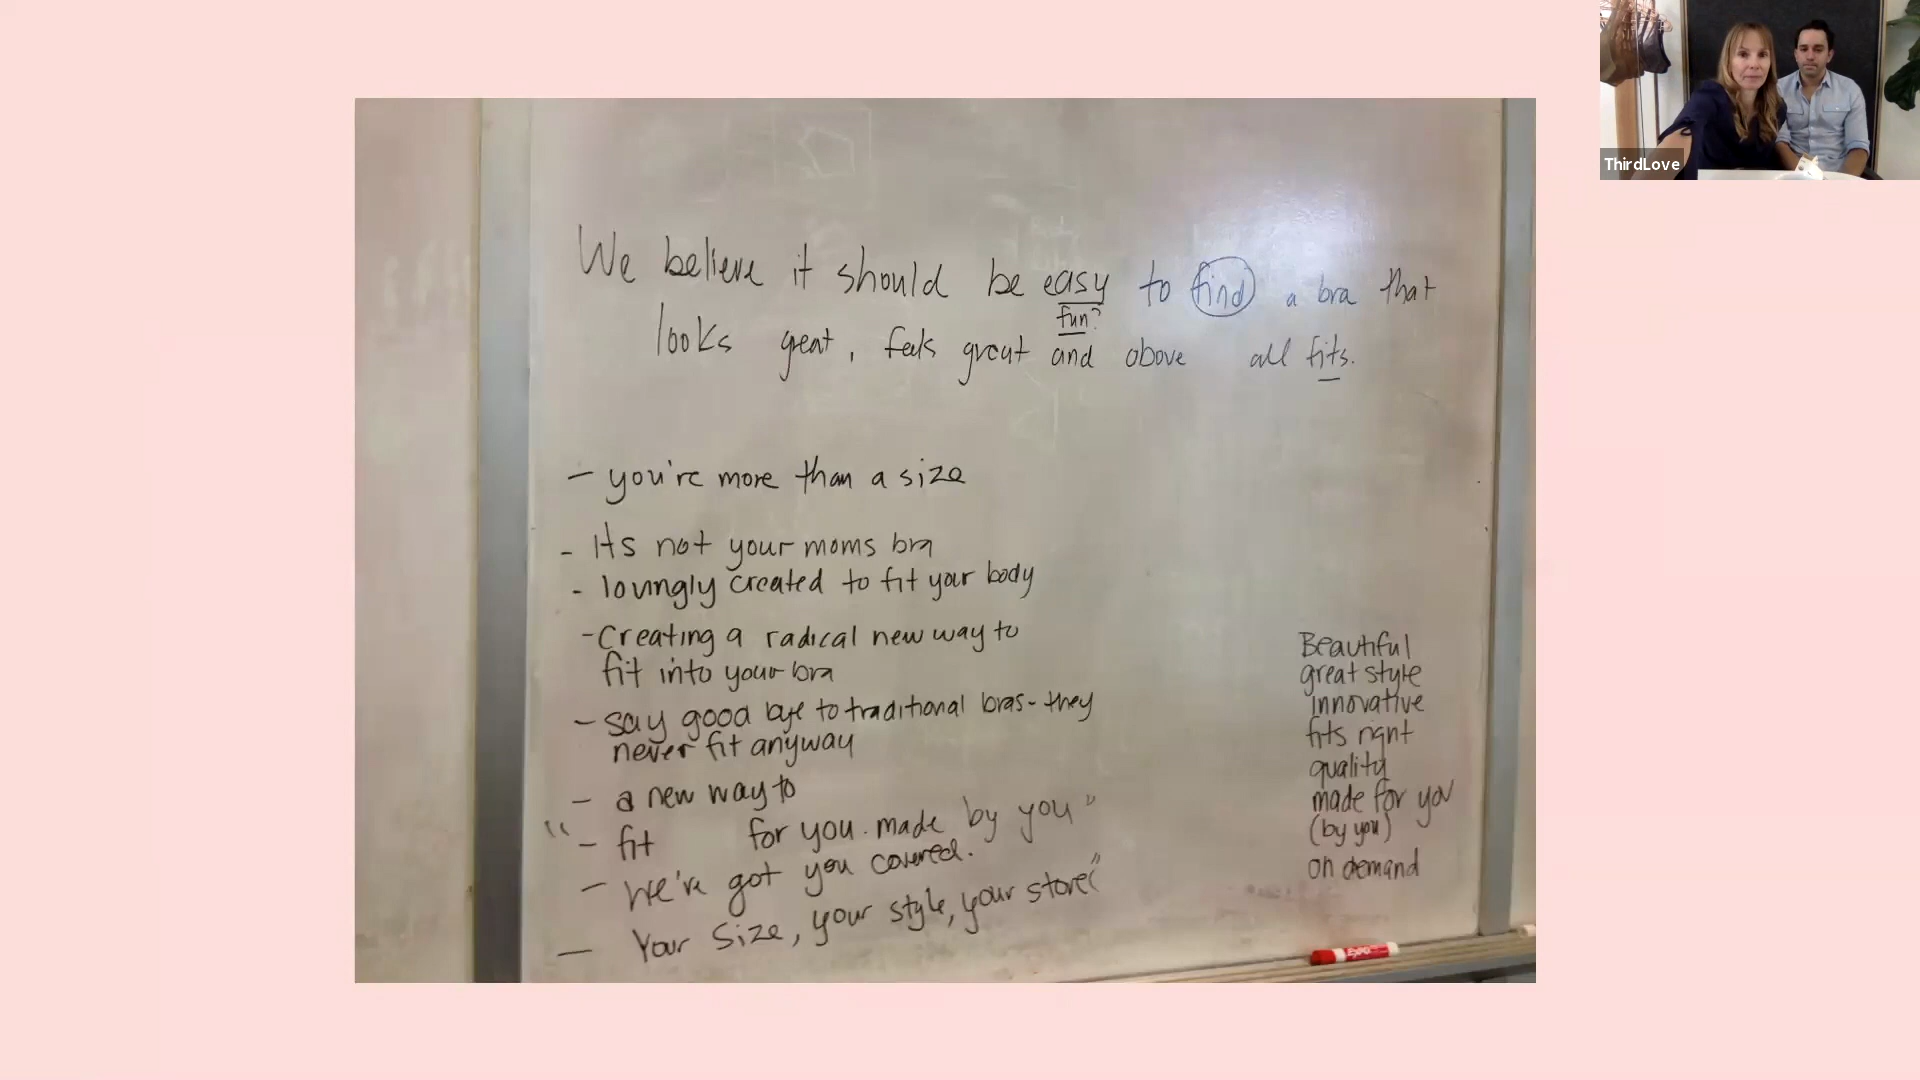 We believe it should be easy to find a bra that
fun?
looks great, feels great and above all fits.
- you're more than a size
- Its not your moms bra
- lovingly created to fit your body
- Creating a radical new way to
fit into your bra
- say good bye to traditional bras - they
never fit anyway
- a new way to
" - fit for you. made by you"
- We've got you covered.
- Your size, your style, your store"
Beautiful
great style
innovative
fits right
quality
made for you
(by you)
on demand
EXPO
ThirdLove